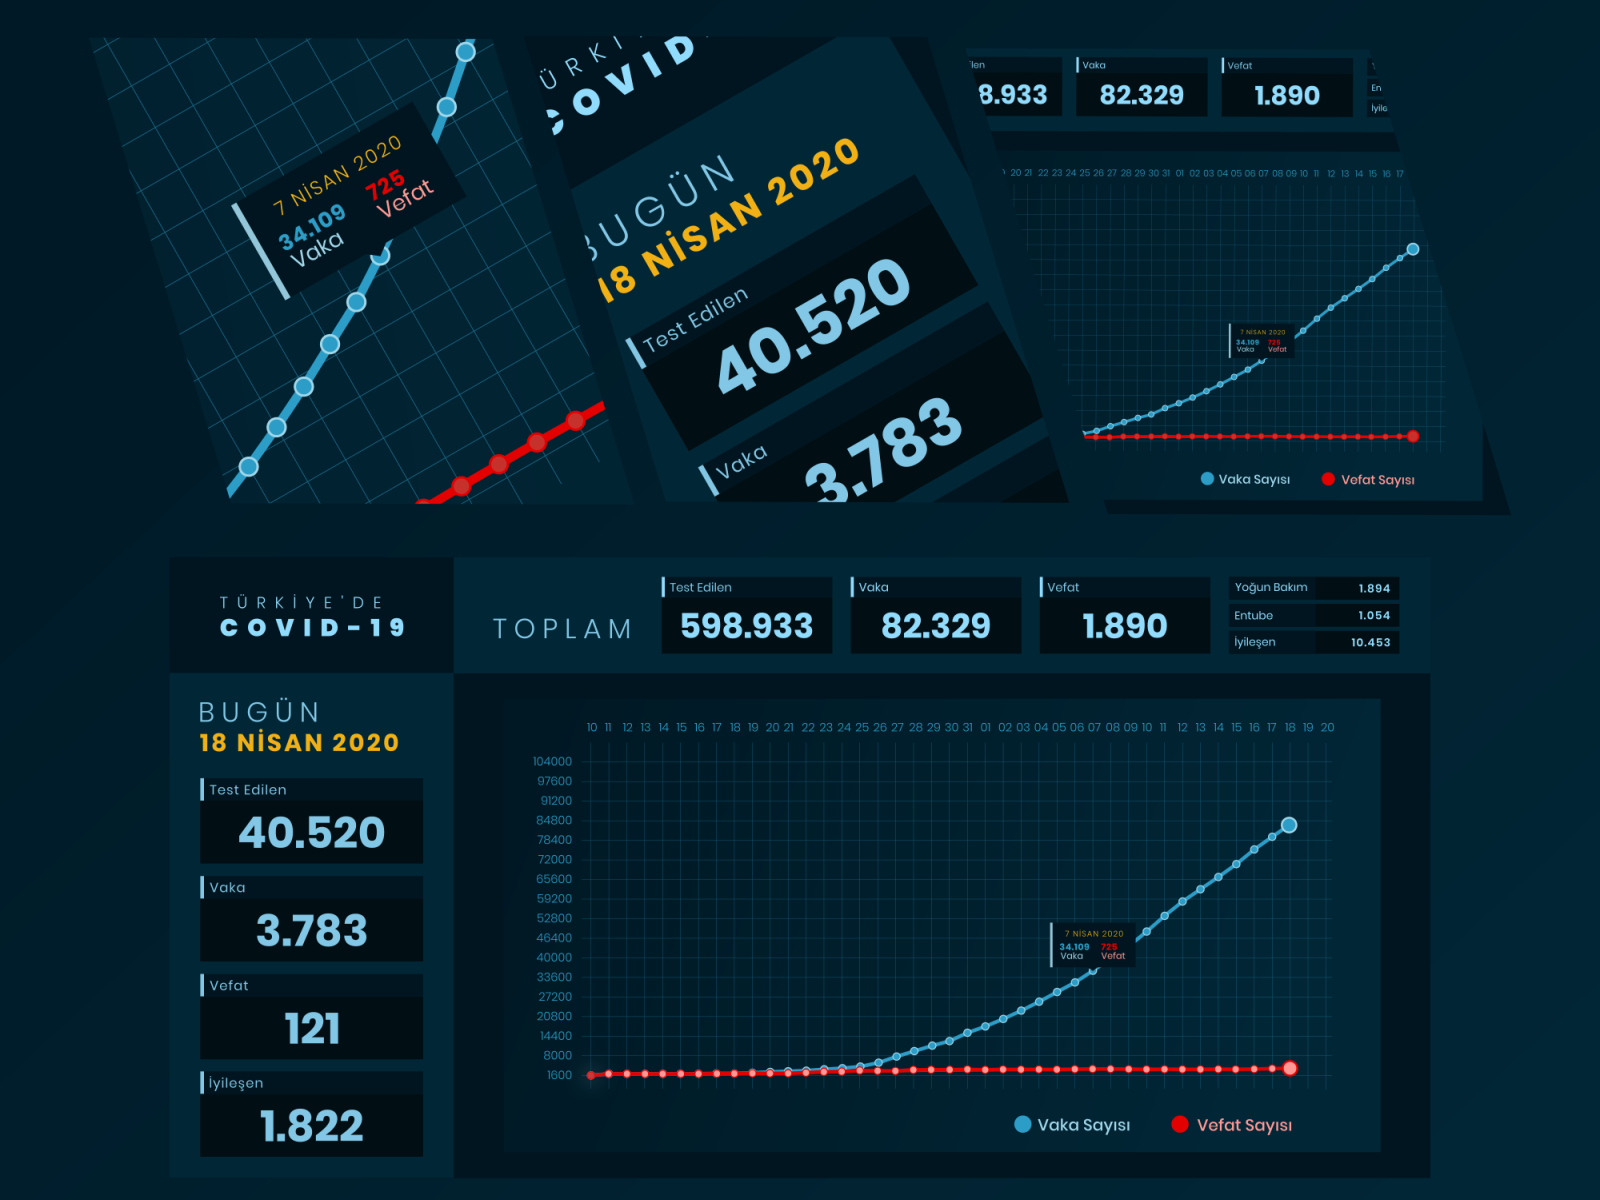 7 NİSAN 2020
34.109 725
Vaka Vefat
ÜRKİ
COVID
BUGÜN
18 NİSAN 2020
Test Edilen
40.520
Vaka
3.783
len Vaka Vefat
8.933 82.329 1.890
En
İyile
20 21 22 23 24 25 26 27 28 29 30 31 01 02 03 04 05 06 07 08 09 10 11 12 13 14 15 16 17
7 NİSAN 2020
34.109 725
Vaka Vefat
Vaka Sayısı Vefat Sayısı
TÜRKİYE'DE
COVID-19
TOPLAM
Test Edilen
598.933
Vaka
82.329
Vefat
1.890
Yoğun Bakım 1.894
Entube 1.054
İyileşen 10.453
BUGÜN
18 NİSAN 2020
Test Edilen
40.520
Vaka
3.783
Vefat
121
İyileşen
1.822
10 11 12 13 14 15 16 17 18 19 20 21 22 23 24 25 26 27 28 29 30 31 01 02 03 04 05 06 07 08 09 10 11 12 13 14 15 16 17 18 19 20
104000
97600
91200
84800
78400
72000
65600
59200
52800
46400
40000
33600
27200
20800
14400
8000
1600
7 NİSAN 2020
34.109 725
Vaka Vefat
Vaka Sayısı Vefat Sayısı